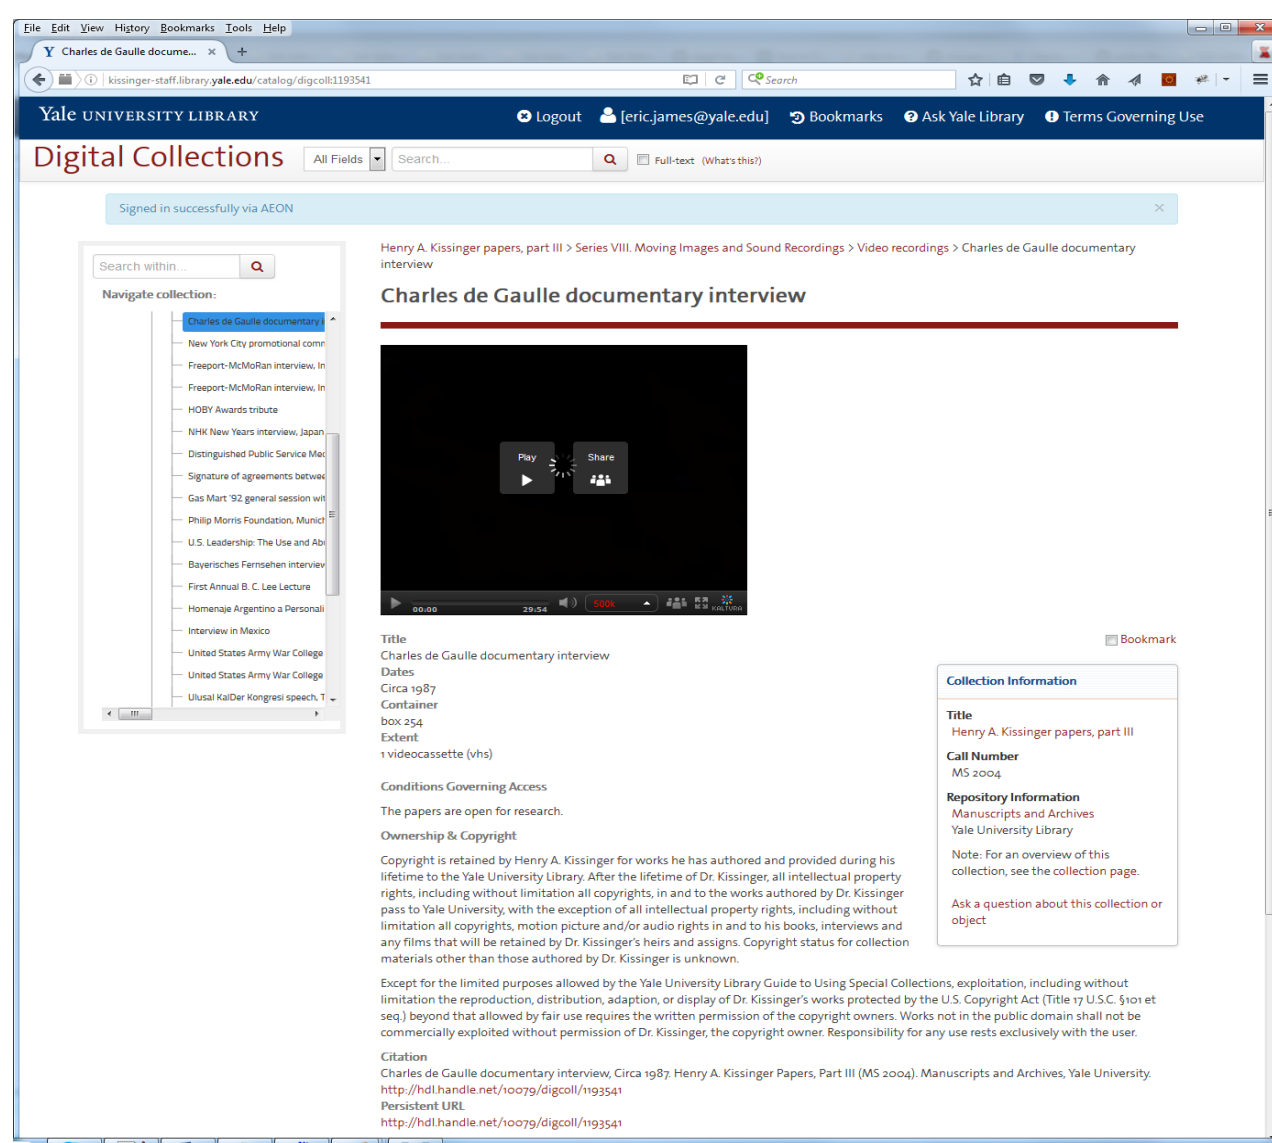 File Edit View History Bookmarks Tools Help
Y Charles de Gaulle docume... × +
kissinger-staff.library.yale.edu/catalog/digcoll:1193541 Search
Yale UNIVERSITY LIBRARY Logout [eric.james@yale.edu] Bookmarks Ask Yale Library Terms Governing Use
Digital Collections All Fields Search... Full-text (What's this?)
Signed in successfully via AEON ×
Search within...
Navigate collection:
Charles de Gaulle documentary i
New York City promotional comm
Freeport-McMoRan interview, In
Freeport-McMoRan interview, In
HOBY Awards tribute
NHK New Years interview, Japan
Distinguished Public Service Med
Signature of agreements betwee
Gas Mart '92 general session wit
Philip Morris Foundation, Munich
U.S. Leadership: The Use and Abu
Bayerisches Fernsehen interview
First Annual B. C. Lee Lecture
Homenaje Argentino a Personali
Interview in Mexico
United States Army War College
United States Army War College
Ulusal KalDer Kongresi speech, T
Henry A. Kissinger papers, part III > Series VIII. Moving Images and Sound Recordings > Video recordings > Charles de Gaulle documentary
interview
Charles de Gaulle documentary interview
Play Share
00:00 29:54 500k KALTURA
Title
Charles de Gaulle documentary interview
Dates
Circa 1987
Container
box 254
Extent
1 videocassette (vhs)
Conditions Governing Access
The papers are open for research.
Ownership & Copyright
Copyright is retained by Henry A. Kissinger for works he has authored and provided during his
lifetime to the Yale University Library. After the lifetime of Dr. Kissinger, all intellectual property
rights, including without limitation all copyrights, in and to the works authored by Dr. Kissinger
pass to Yale University, with the exception of all intellectual property rights, including without
limitation all copyrights, motion picture and/or audio rights in and to his books, interviews and
any films that will be retained by Dr. Kissinger's heirs and assigns. Copyright status for collection
materials other than those authored by Dr. Kissinger is unknown.
Except for the limited purposes allowed by the Yale University Library Guide to Using Special Collections, exploitation, including without
limitation the reproduction, distribution, adaption, or display of Dr. Kissinger's works protected by the U.S. Copyright Act (Title 17 U.S.C. §101 et
seq.) beyond that allowed by fair use requires the written permission of the copyright owners. Works not in the public domain shall not be
commercially exploited without permission of Dr. Kissinger, the copyright owner. Responsibility for any use rests exclusively with the user.
Citation
Charles de Gaulle documentary interview, Circa 1987. Henry A. Kissinger Papers, Part III (MS 2004). Manuscripts and Archives, Yale University.
http://hdl.handle.net/10079/digcoll/1193541
Persistent URL
http://hdl.handle.net/10079/digcoll/1193541
Bookmark
Collection Information
Title
Henry A. Kissinger papers, part III
Call Number
MS 2004
Repository Information
Manuscripts and Archives
Yale University Library
Note: For an overview of this
collection, see the collection page.
Ask a question about this collection or
object